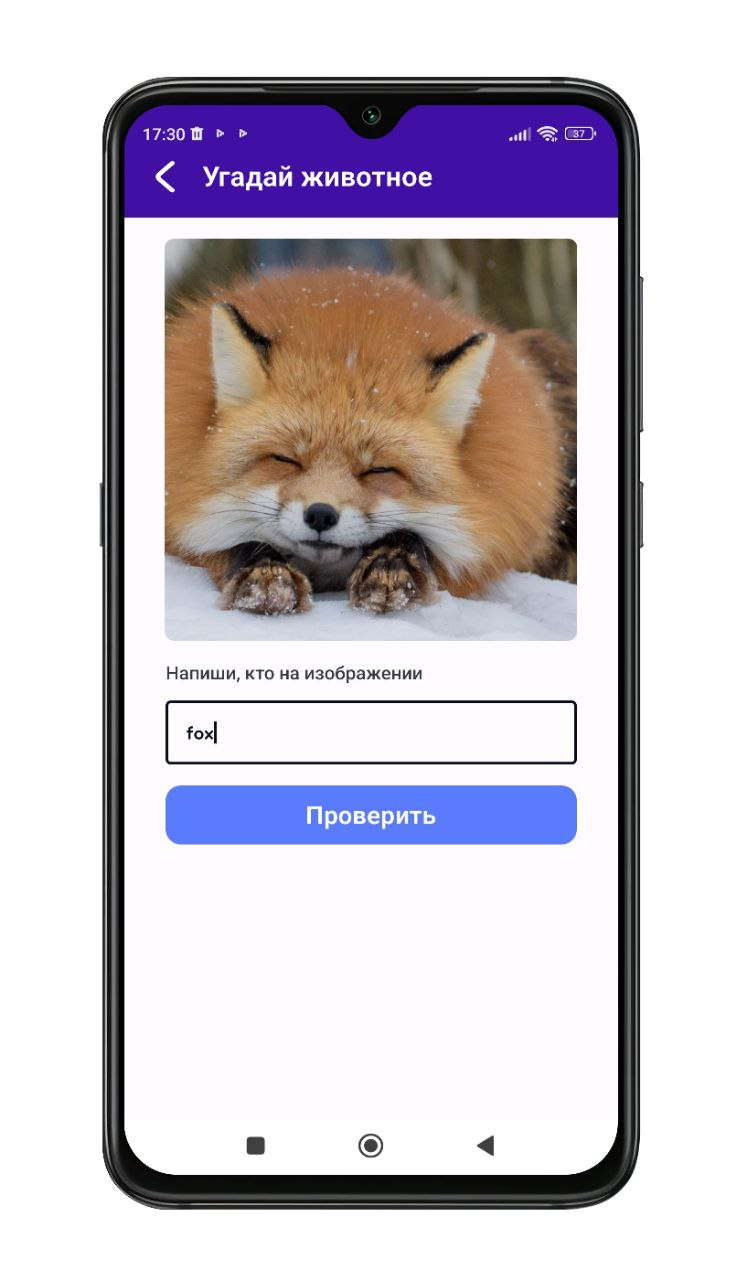 17:30
37
Угадай животное
Напиши, кто на изображении
fox
Проверить